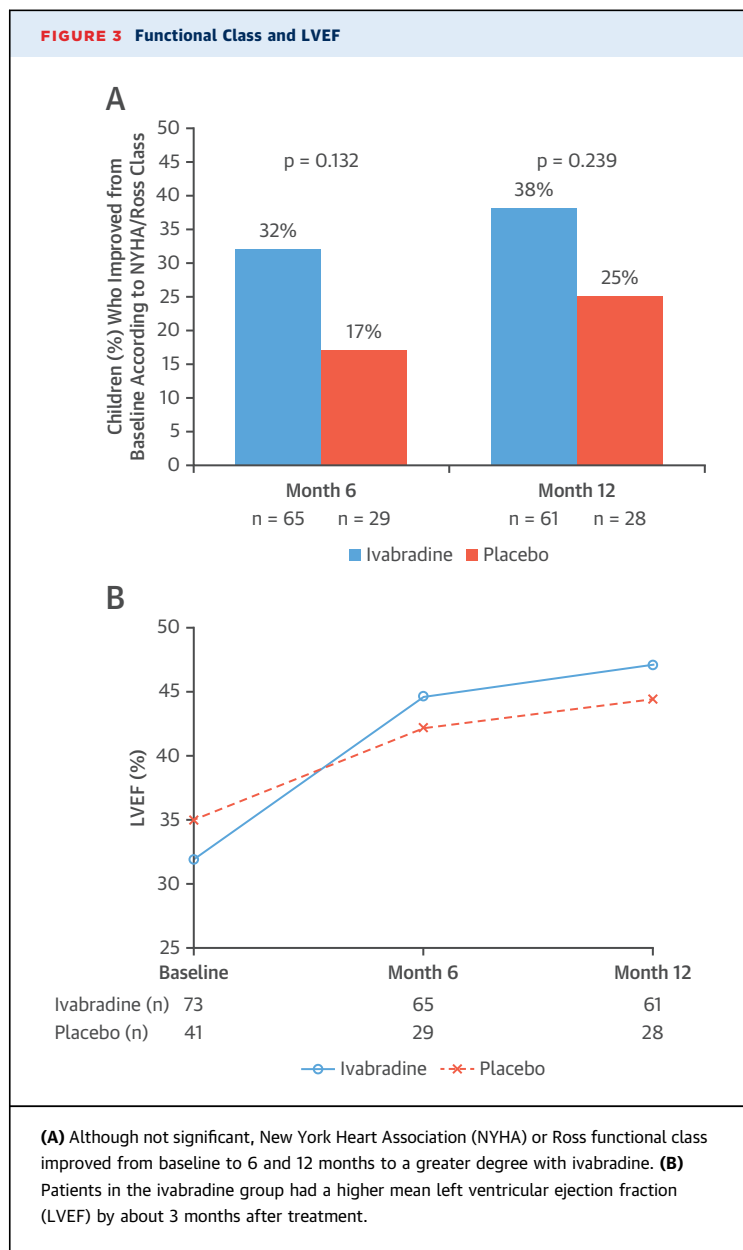 FIGURE 3 Functional Class and LVEF
A
Children (%) Who Improved from
Baseline According to NYHA/Ross Class
50
45
40
35
30
25
20
15
10
5
0
p = 0.132
p = 0.239
32%
17%
38%
25%
Month 6
Month 12
n = 65 n = 29
n = 61 n = 28
Ivabradine Placebo
B
LVEF (%)
50
45
40
35
30
25
Baseline Month 6 Month 12
Ivabradine (n) 73 65 61
Placebo (n) 41 29 28
Ivabradine Placebo
(A) Although not significant, New York Heart Association (NYHA) or Ross functional class
improved from baseline to 6 and 12 months to a greater degree with ivabradine. (B)
Patients in the ivabradine group had a higher mean left ventricular ejection fraction
(LVEF) by about 3 months after treatment.